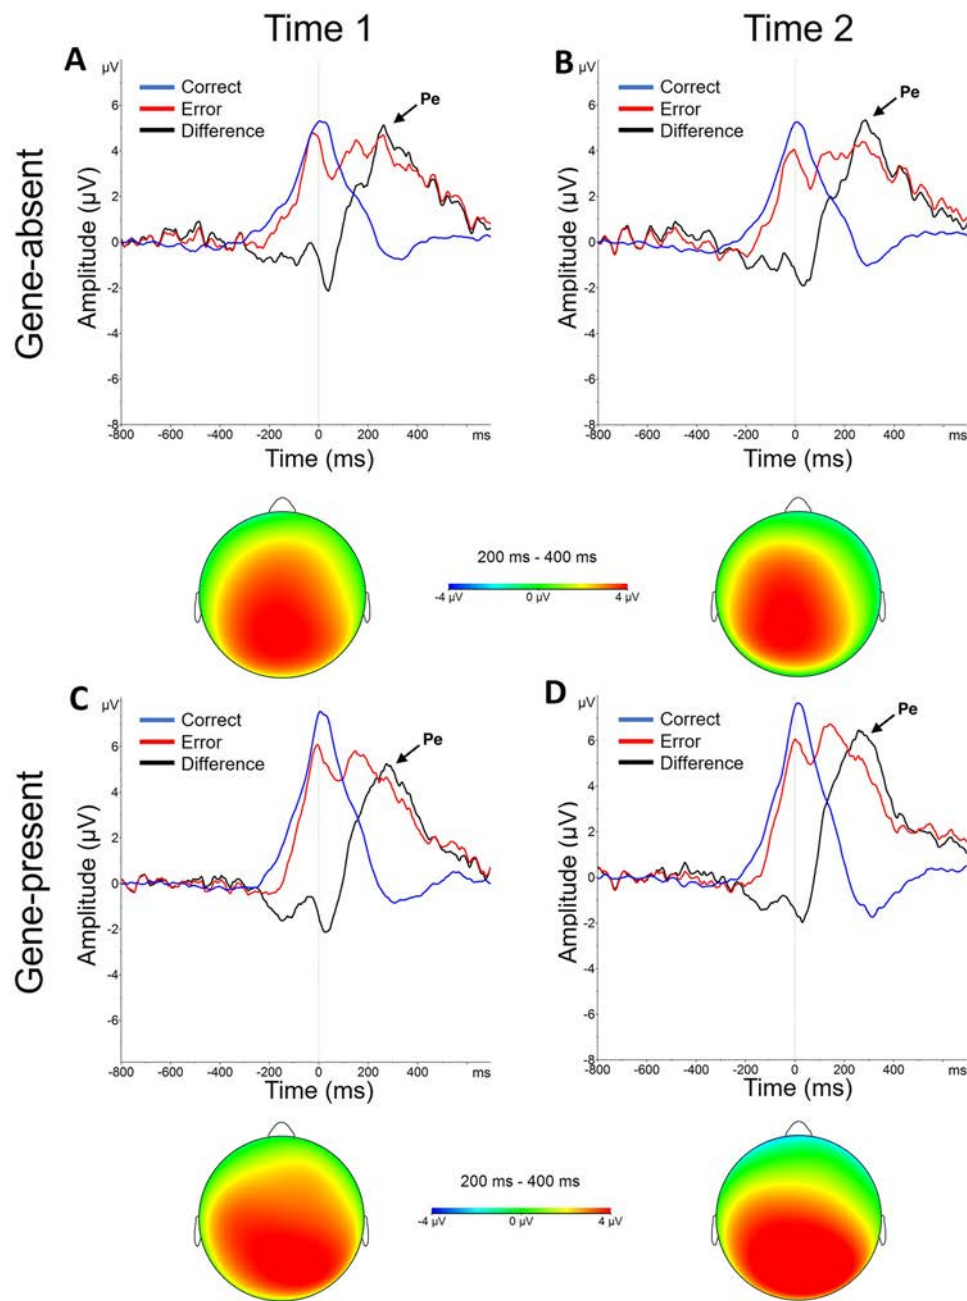 Time 1
Time 2
Gene-absent
A
µV
Correct
Error
Difference
Pe
6
4
2
0
-2
-4
-6
-8
Amplitude (µV)
-800 -600 -400 -200 0 200 400 ms
Time (ms)
B
µV
Correct
Error
Difference
Pe
6
4
2
0
-2
-4
-6
-8
Amplitude (µV)
-800 -600 -400 -200 0 200 400 ms
Time (ms)
200 ms - 400 ms
-4 µV 0 µV 4 µV
Gene-present
C
µV
Correct
Error
Difference
Pe
6
4
2
0
-2
-4
-6
Amplitude (µV)
-800 -600 -400 -200 0 200 400 ms
Time (ms)
D
µV
Correct
Error
Difference
Pe
6
4
2
0
-2
-4
-6
-8
Amplitude (µV)
-800 -600 -400 -200 0 200 400 ms
Time (ms)
200 ms - 400 ms
-4 µV 0 µV 4 µV